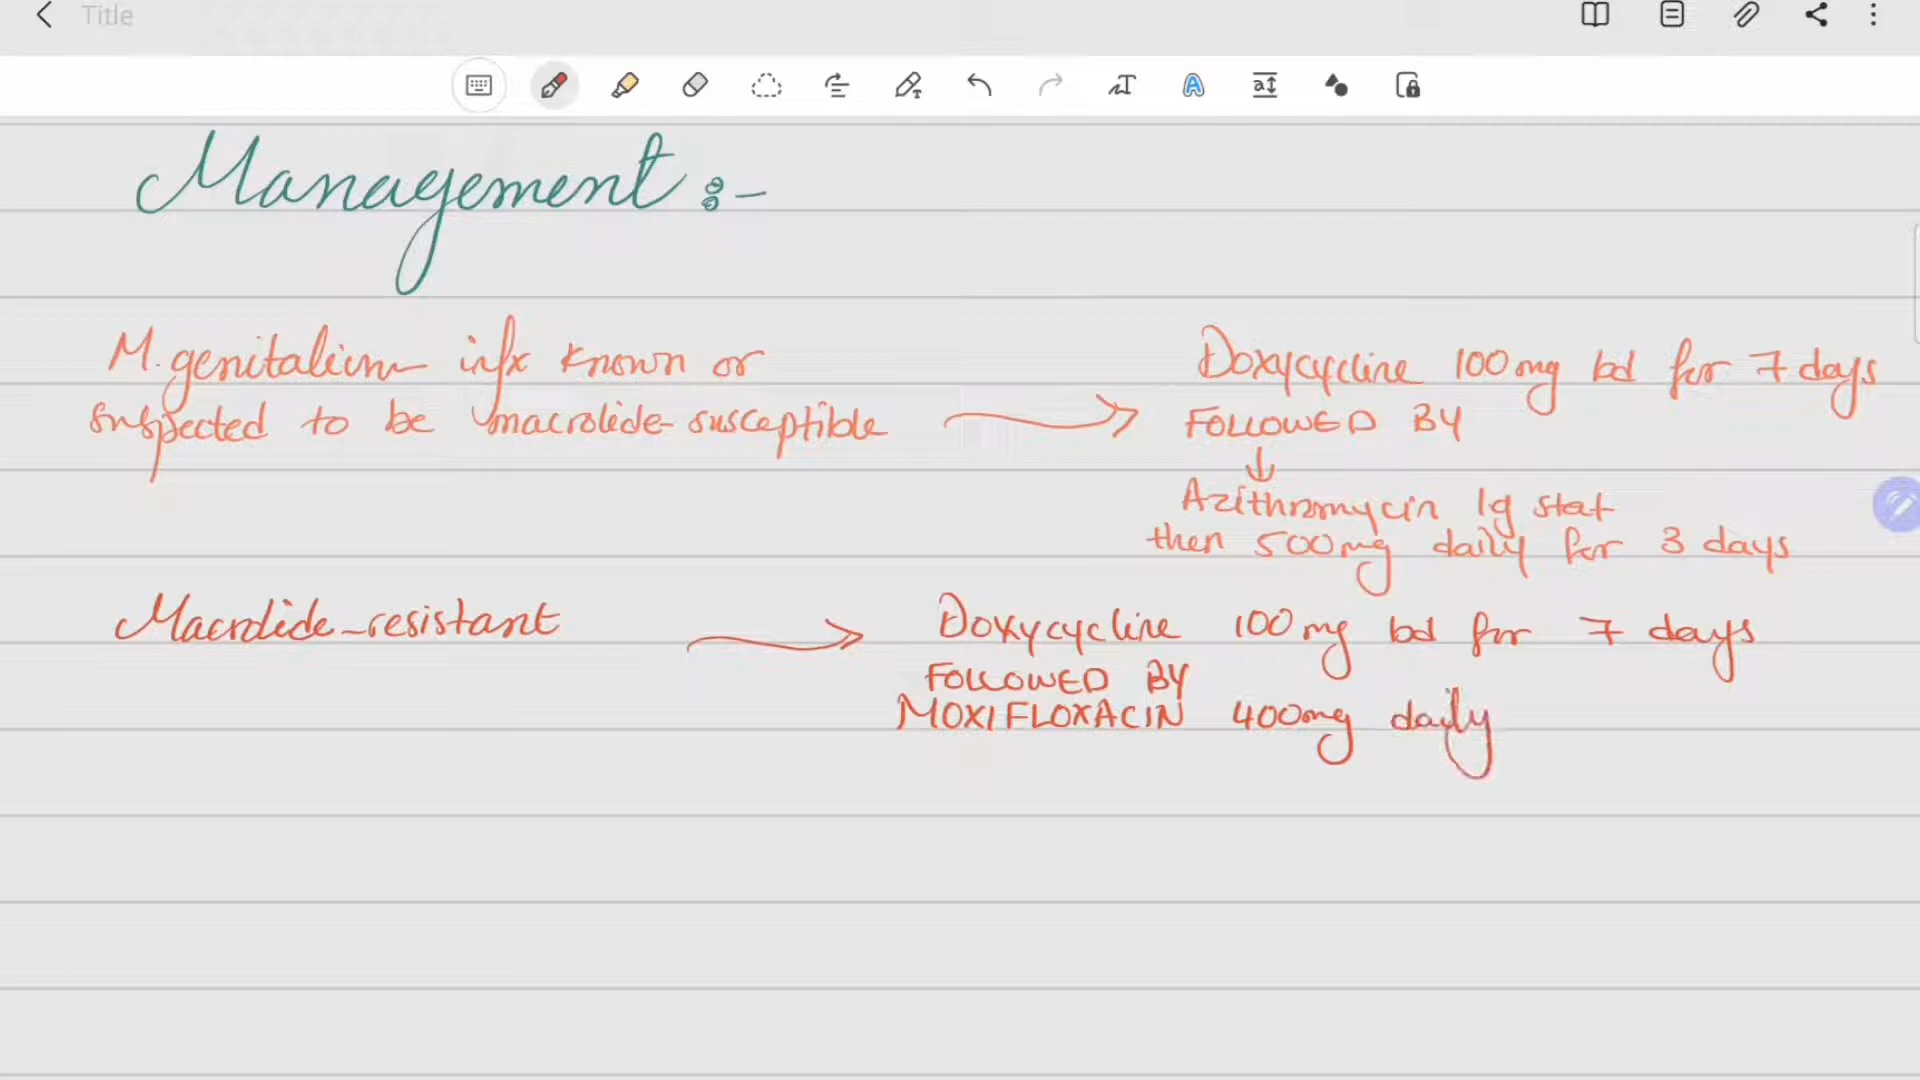 Title
Management :-
M. genitalium infx known or
suspected to be macrolide-susceptible
Doxycycline 100mg bd for 7 days
FOLLOWED BY
Azithromycin 1g stat
then 500mg daily for 3 days
Macrolide-resistant
Doxycycline 100mg bd for 7 days
FOLLOWED BY
MOXIFLOXACIN 400mg daily